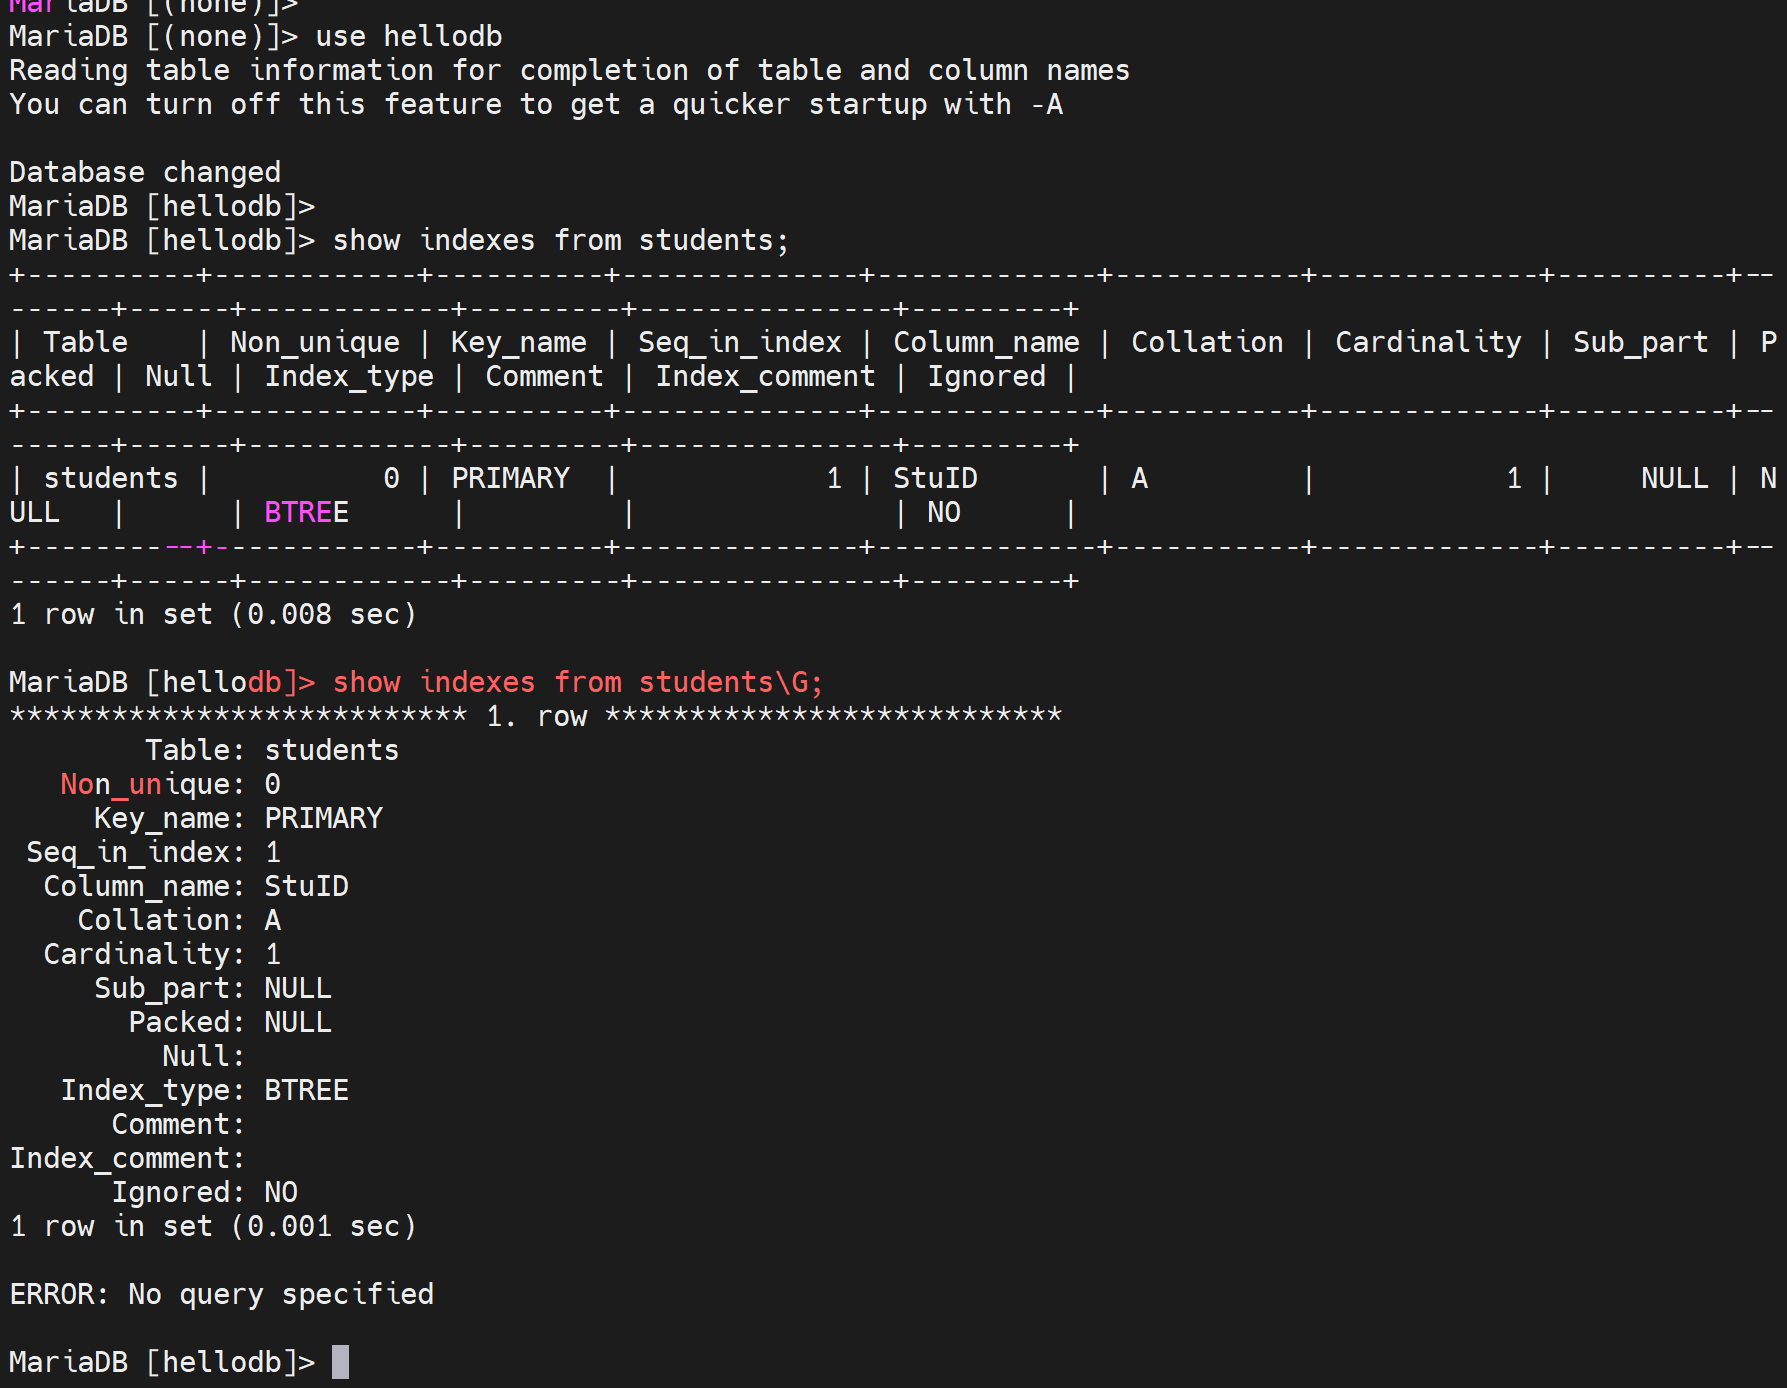 MariaDB [(none)]>
MariaDB [(none)]> use hellodb
Reading table information for completion of table and column names
You can turn off this feature to get a quicker startup with -A

Database changed
MariaDB [hellodb]>
MariaDB [hellodb]> show indexes from students;
+----------+------------+----------+--------------+-------------+-----------+-------------+----------+--
------+------+------------+---------+---------------+---------+
| Table    | Non_unique | Key_name | Seq_in_index | Column_name | Collation | Cardinality | Sub_part | P
acked | Null | Index_type | Comment | Index_comment | Ignored |
+----------+------------+----------+--------------+-------------+-----------+-------------+----------+--
------+------+------------+---------+---------------+---------+
| students |          0 | PRIMARY  |            1 | StuID       | A         |           1 |     NULL | N
ULL   |      | BTREE      |         |               | NO      |
+----------+------------+----------+--------------+-------------+-----------+-------------+----------+--
------+------+------------+---------+---------------+---------+
1 row in set (0.008 sec)

MariaDB [hellodb]> show indexes from students\G;
*************************** 1. row ***************************
        Table: students
   Non_unique: 0
     Key_name: PRIMARY
 Seq_in_index: 1
  Column_name: StuID
    Collation: A
  Cardinality: 1
     Sub_part: NULL
       Packed: NULL
         Null:
   Index_type: BTREE
      Comment:
Index_comment:
      Ignored: NO
1 row in set (0.001 sec)

ERROR: No query specified

MariaDB [hellodb]>